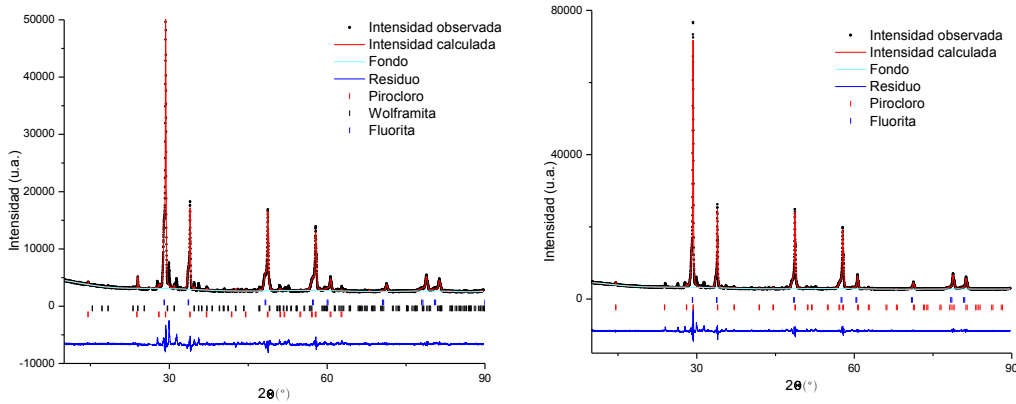 50000
40000
30000
20000
10000
0
-10000
Intensidad (u.a.)
Intensidad observada
Intensidad calculada
Fondo
Residuo
Pirocloro
Wolframita
Fluorita
30
60
90
2Θ(°)
80000
40000
0
Intensidad (u.a.)
Intensidad observada
Intensidad calculada
Fondo
Residuo
Pirocloro
Fluorita
30
60
90
2Θ(°)